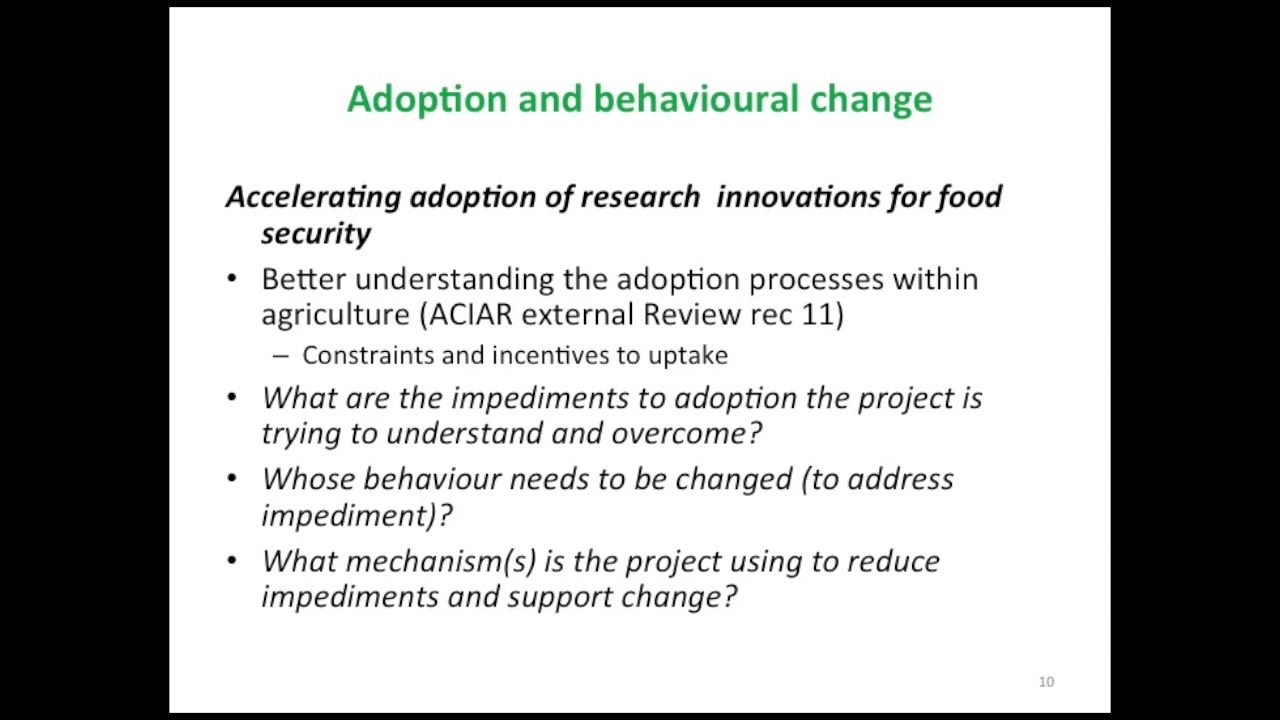 Adoption and behavioural change
Accelerating adoption of research innovations for food
security
• Better understanding the adoption processes within
agriculture (ACIAR external Review rec 11)
– Constraints and incentives to uptake
• What are the impediments to adoption the project is
trying to understand and overcome?
• Whose behaviour needs to be changed (to address
impediment)?
• What mechanism(s) is the project using to reduce
impediments and support change?
10